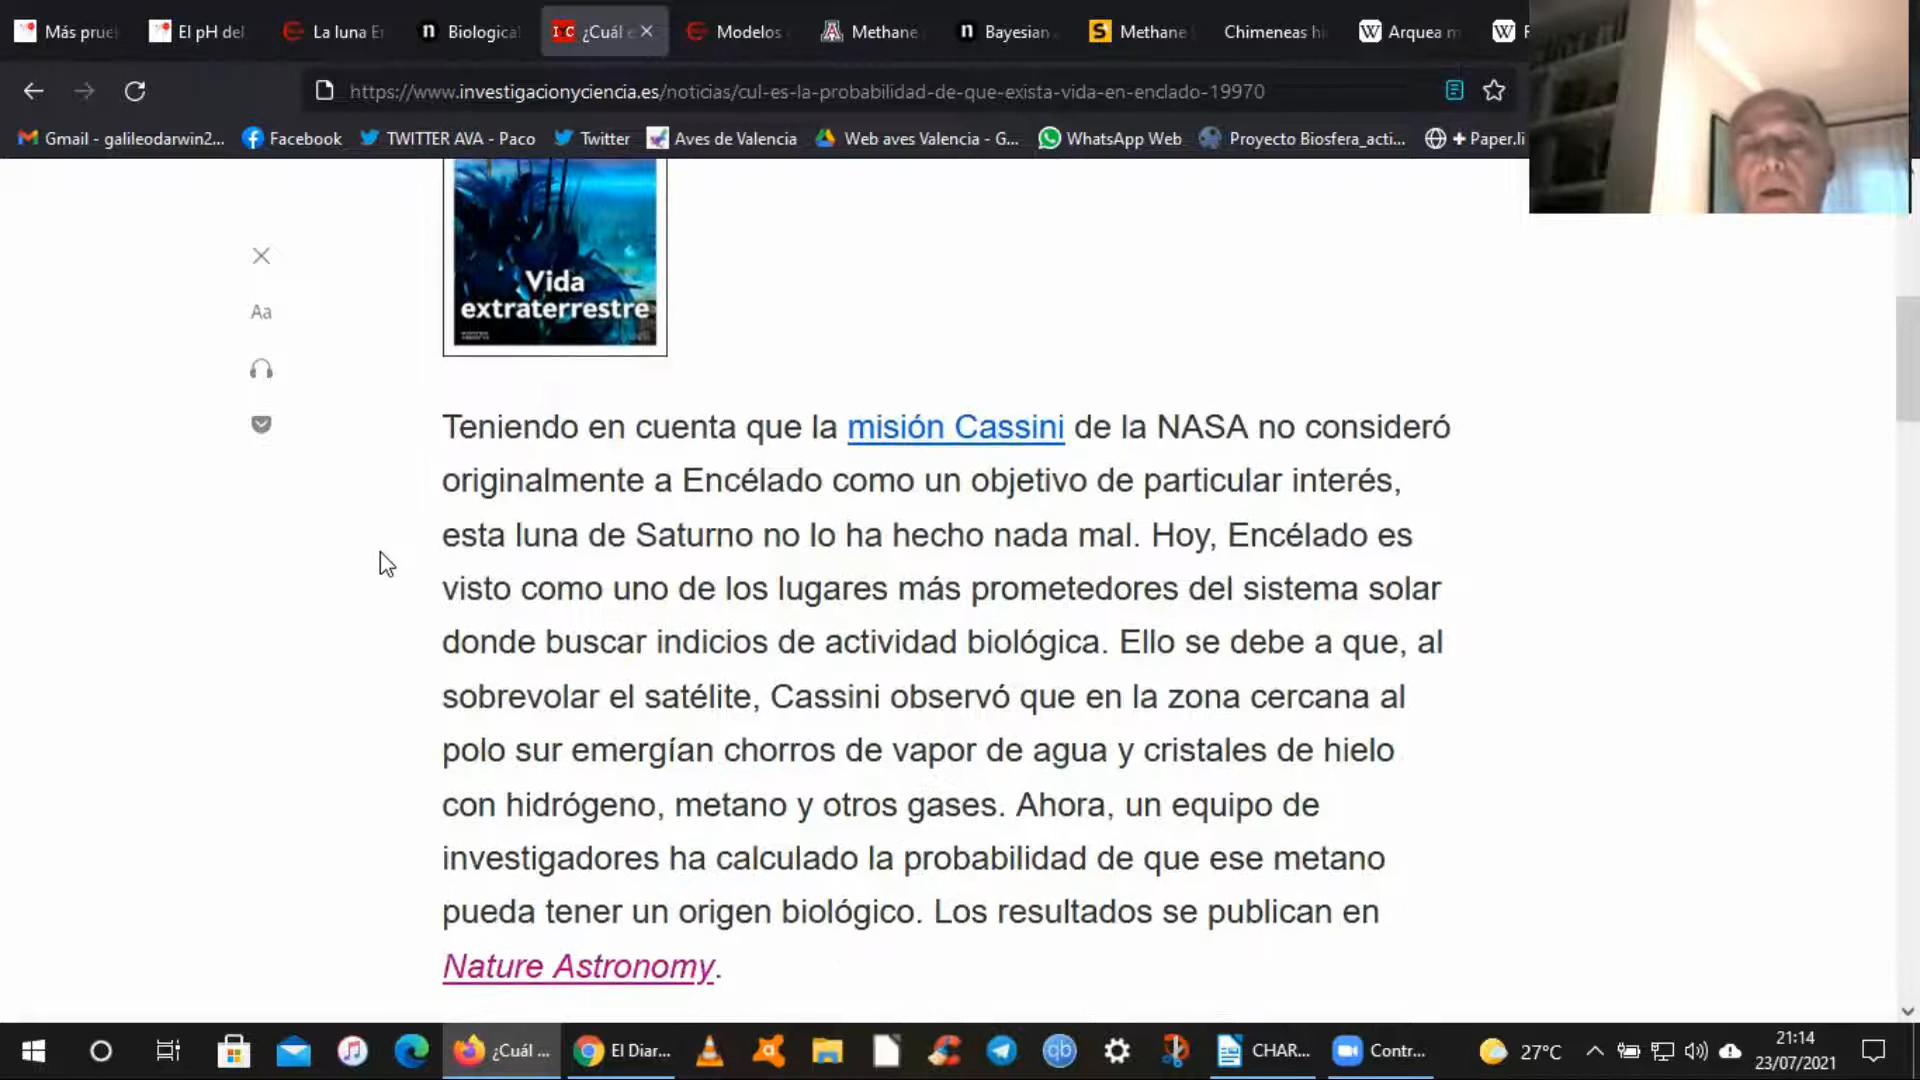 Más prue
El pH del
La luna E
Biologica
¿Cuál e
Modelos
Methane
Bayesian
Methane
Chimeneas hi
Arquea m
https://www.investigacionyciencia.es/noticias/cul-es-la-probabilidad-de-que-exista-vida-en-enclado-19970
Gmail - galileodarwin2...
Facebook
TWITTER AVA - Paco
Twitter
Aves de Valencia
Web aves Valencia - G...
WhatsApp Web
Proyecto Biosfera_acti...
+ Paper.li
Vida
extraterrestre
Aa
Teniendo en cuenta que la misión Cassini de la NASA no consideró
originalmente a Encélado como un objetivo de particular interés,
esta luna de Saturno no lo ha hecho nada mal. Hoy, Encélado es
visto como uno de los lugares más prometedores del sistema solar
donde buscar indicios de actividad biológica. Ello se debe a que, al
sobrevolar el satélite, Cassini observó que en la zona cercana al
polo sur emergían chorros de vapor de agua y cristales de hielo
con hidrógeno, metano y otros gases. Ahora, un equipo de
investigadores ha calculado la probabilidad de que ese metano
pueda tener un origen biológico. Los resultados se publican en
Nature Astronomy.
¿Cuál ...
El Diar...
CHAR...
Contr...
27°C
21:14
23/07/2021